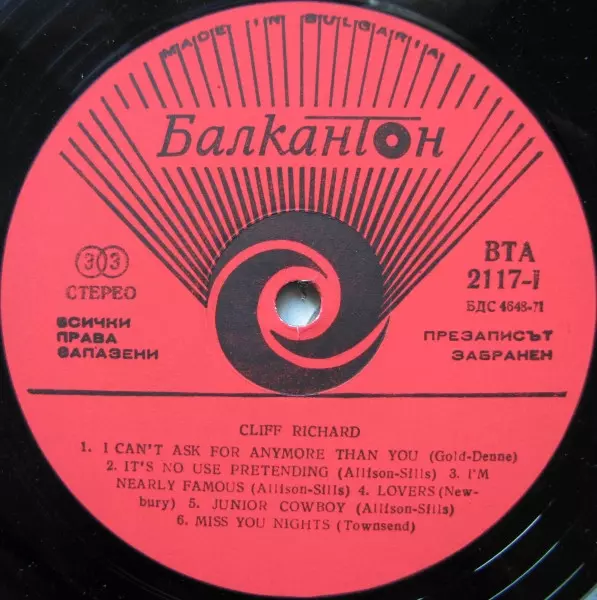 MADE IN BULGARIA
Балкантон
33
СТЕРЕО
ВСИЧКИ
ПРАВА
ЗАПАЗЕНИ
ВТА
2117-I
БДС 4648-71
ПРЕЗАПИСЪТ
ЗАБРАНЕН
CLIFF RICHARD
1. I CAN'T ASK FOR ANYMORE THAN YOU (Gold-Denne)
2. IT'S NO USE PRETENDING (Allison-Sills) 3. I'M
NEARLY FAMOUS (Allison-Sills) 4. LOVERS (New-
bury) 5. JUNIOR COWBOY (Allison-Sills)
6. MISS YOU NIGHTS (Townsend)